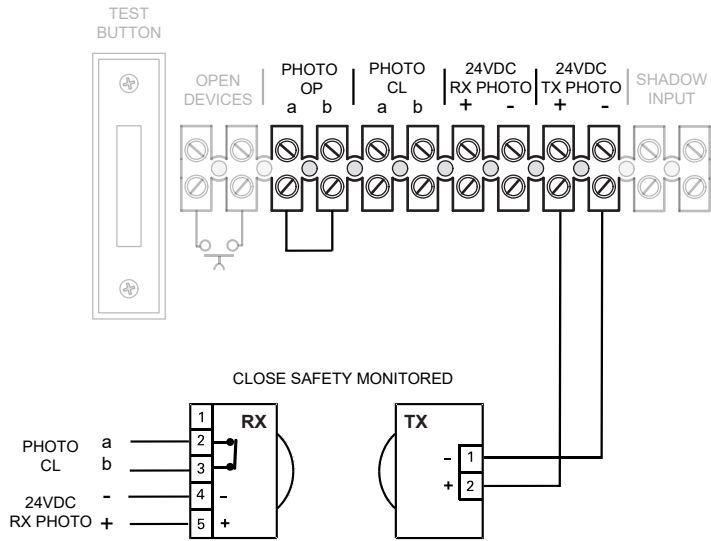 TEST
BUTTON
OPEN
DEVICES
PHOTO
OP
a b
PHOTO
CL
a b
24VDC
RX PHOTO
+ -
24VDC
TX PHOTO
+ -
SHADOW
INPUT
CLOSE SAFETY MONITORED
PHOTO
CL
a
b
24VDC
RX PHOTO
-
+
RX
1
2
3
4 -
5 +
TX
- 1
+ 2